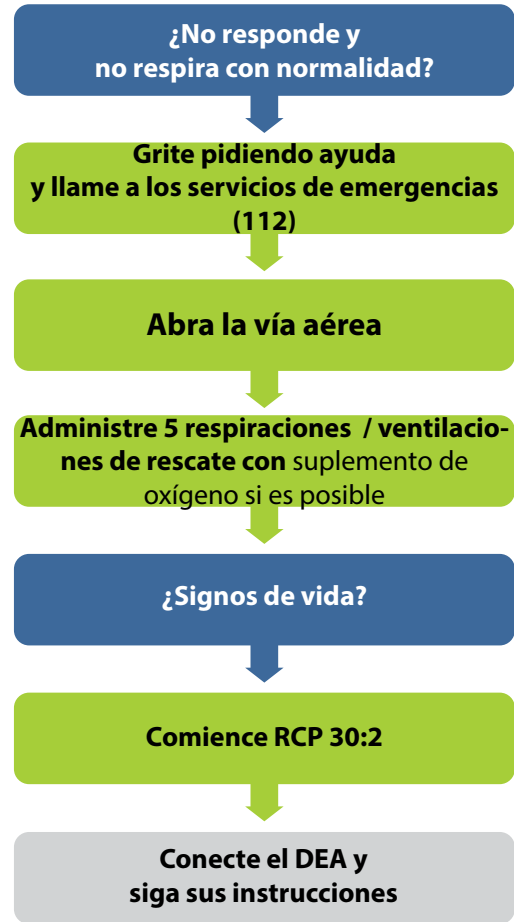 ¿No responde y
no respira con normalidad?
Grite pidiendo ayuda
y llame a los servicios de emergencias
(112)
Abra la vía aérea
Administre 5 respiraciones / ventilacio-
nes de rescate con suplemento de
oxígeno si es posible
¿Signos de vida?
Comience RCP 30:2
Conecte el DEA y
siga sus instrucciones